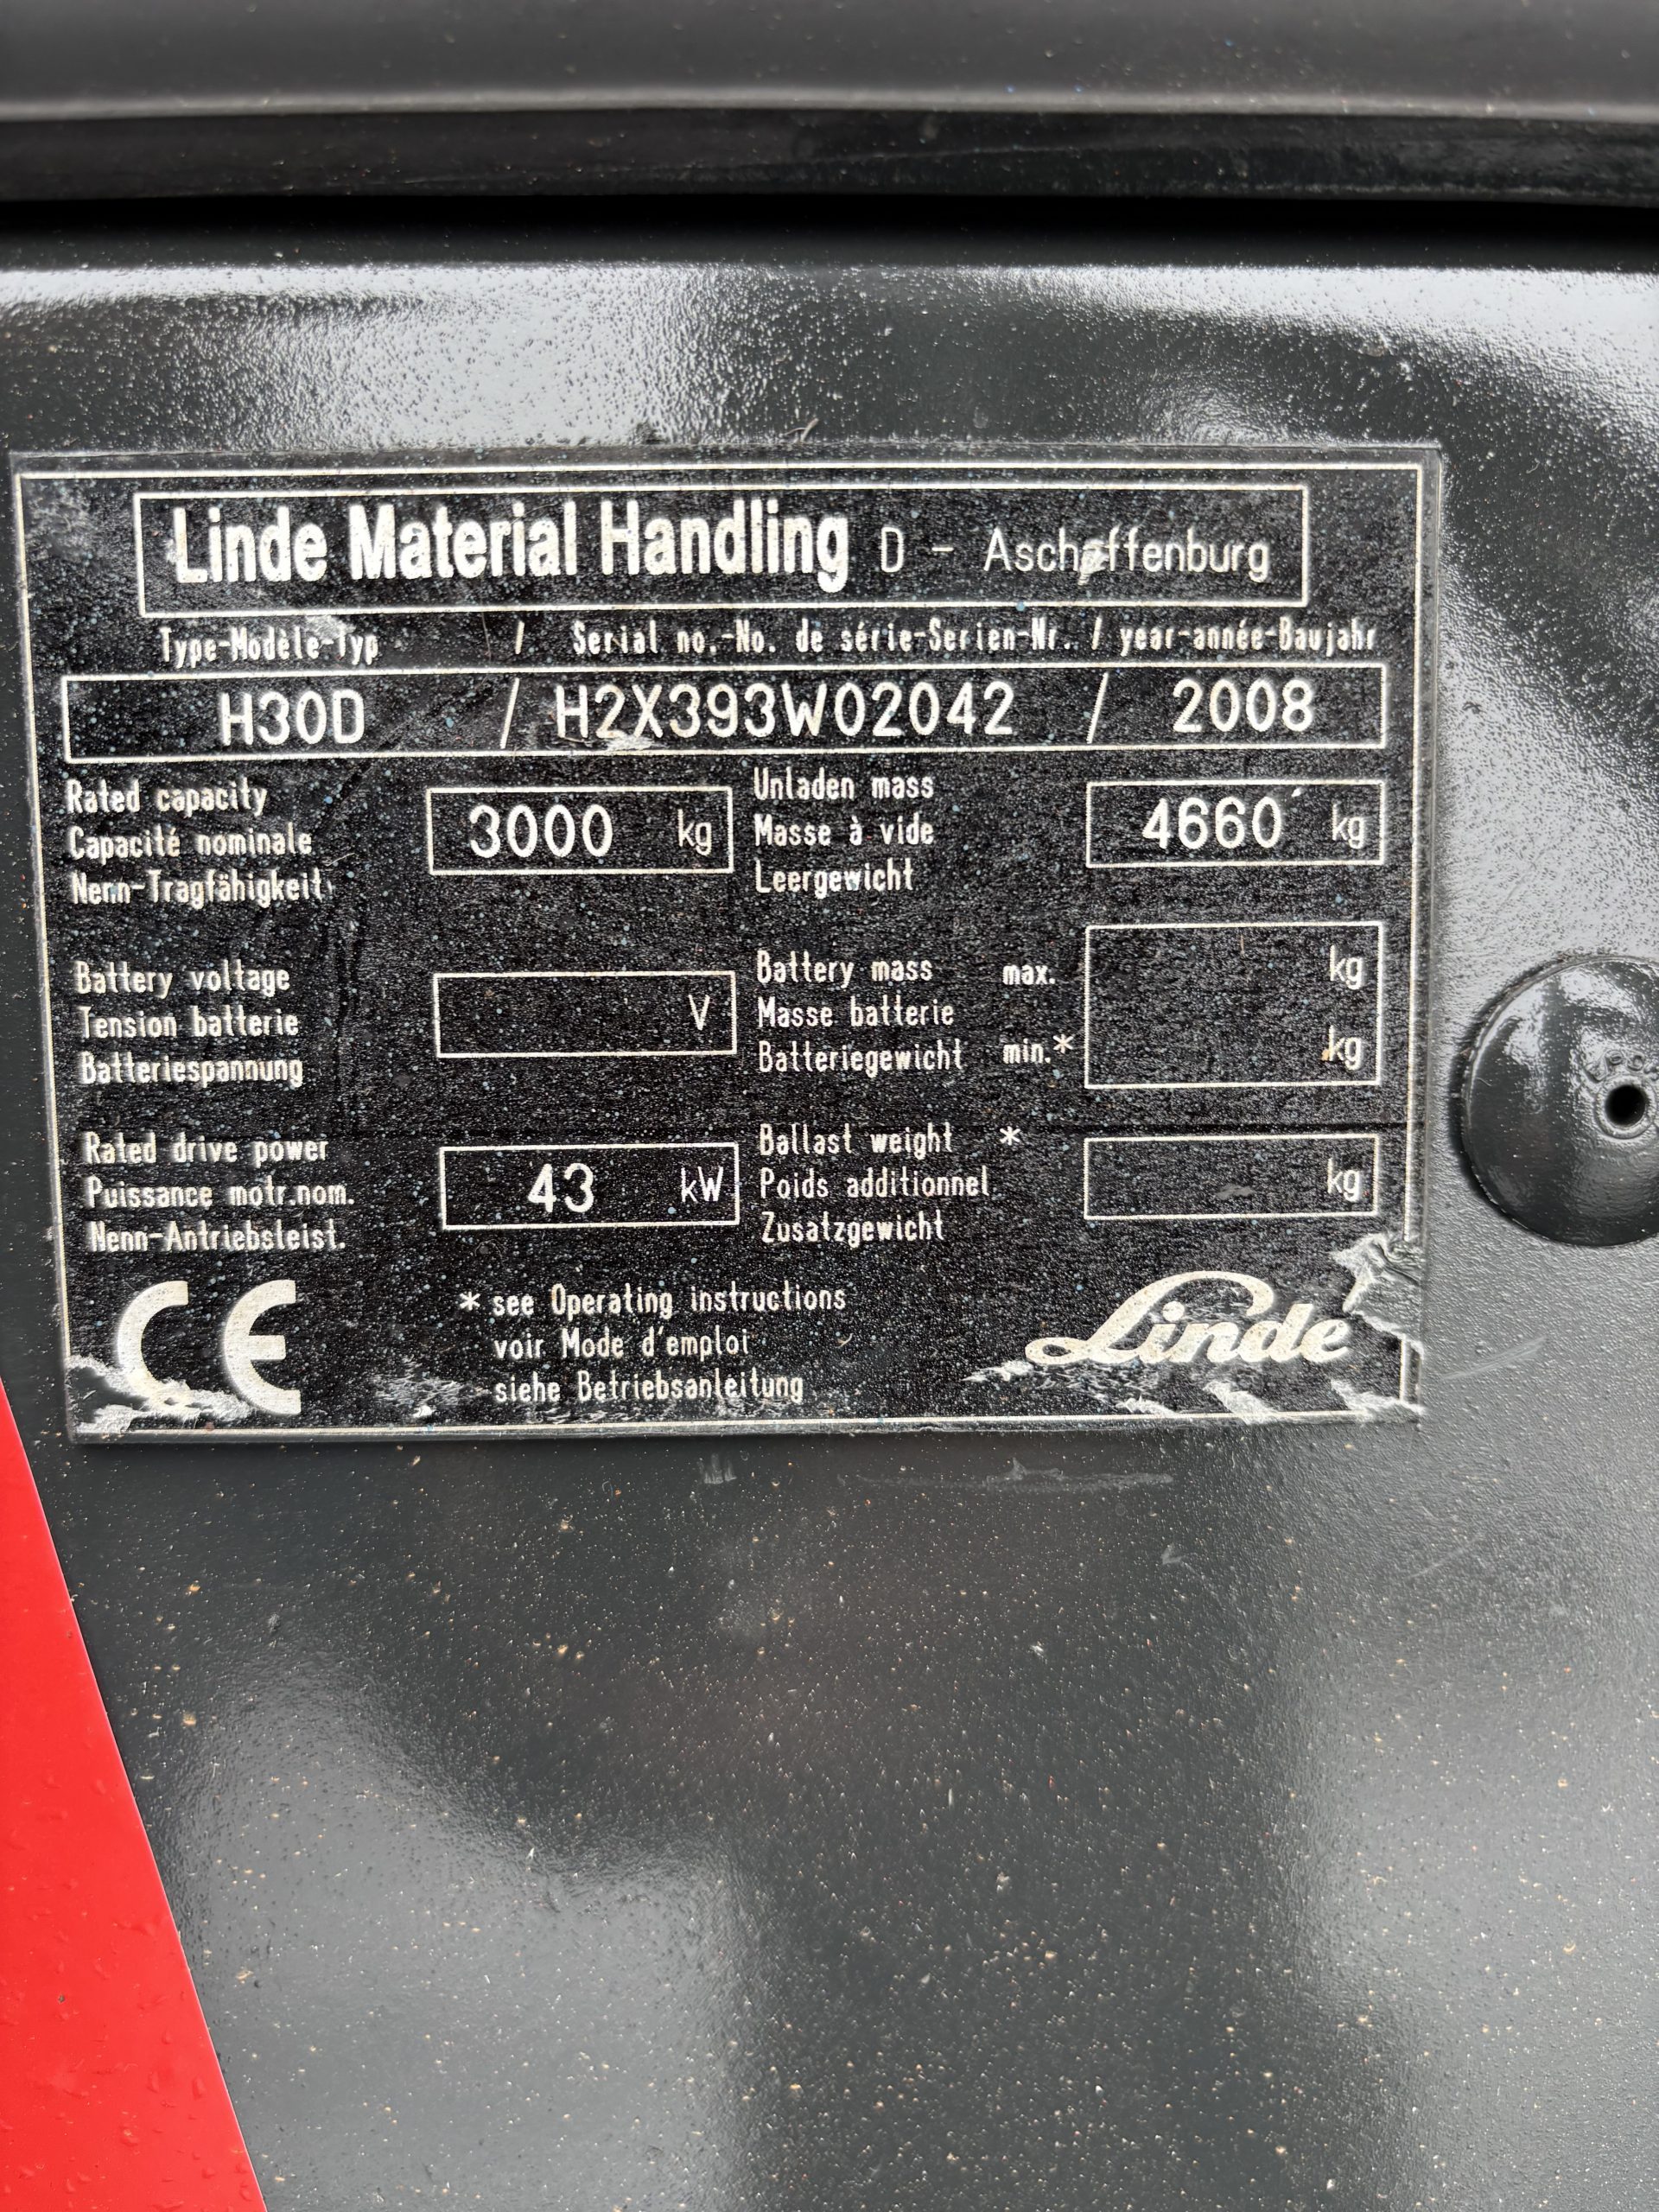 Linde Material Handling D - Aschaffenburg
Type-Modèle-Typ / Serial no.-No. de série-Serien-Nr. / year-année-Baujahr
H30D / H2X393W02042 / 2008
Rated capacity
Capacité nominale
Nenn-Tragfähigkeit
3000 kg
Unladen mass
Masse à vide
Leergewicht
4660 kg
Battery voltage
Tension batterie
Batteriespannung
V
Battery mass max. kg
Masse batterie
Batteriegewicht min.* kg
Rated drive power
Puissance motr.nom.
Nenn-Antriebsleist.
43 kW
Ballast weight *
Poids additionnel
Zusatzgewicht
kg
CE
* see Operating instructions
voir Mode d'emploi
siehe Betriebsanleitung
Linde